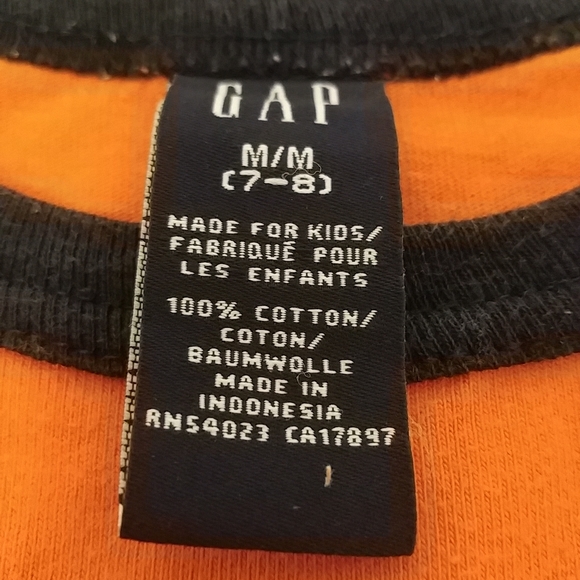 GAP
M/M
(7-8)
MADE FOR KIDS/
FABRIQUÉ POUR
LES ENFANTS
100% COTTON/
COTON/
BAUMWOLLE
MADE IN
INDONESIA
RN54023 CA17897